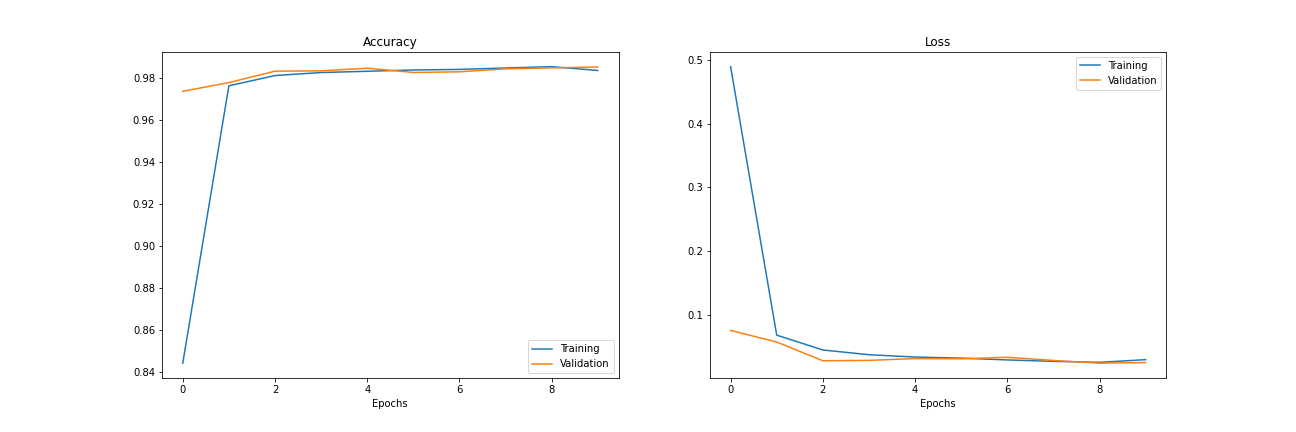 Accuracy
0.98
0.96
0.94
0.92
0.90
0.88
0.86
0.84
0 2 4 6 8
Epochs
Training
Validation
Loss
0.5
0.4
0.3
0.2
0.1
0 2 4 6 8
Epochs
Training
Validation